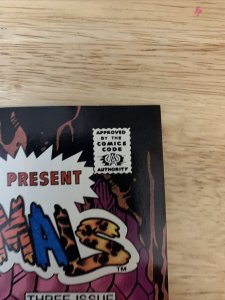 APPROVED
BY THE
COMICS
CODE
AUTHORITY
PRESENT
MALS
TM
THREE ISSUE